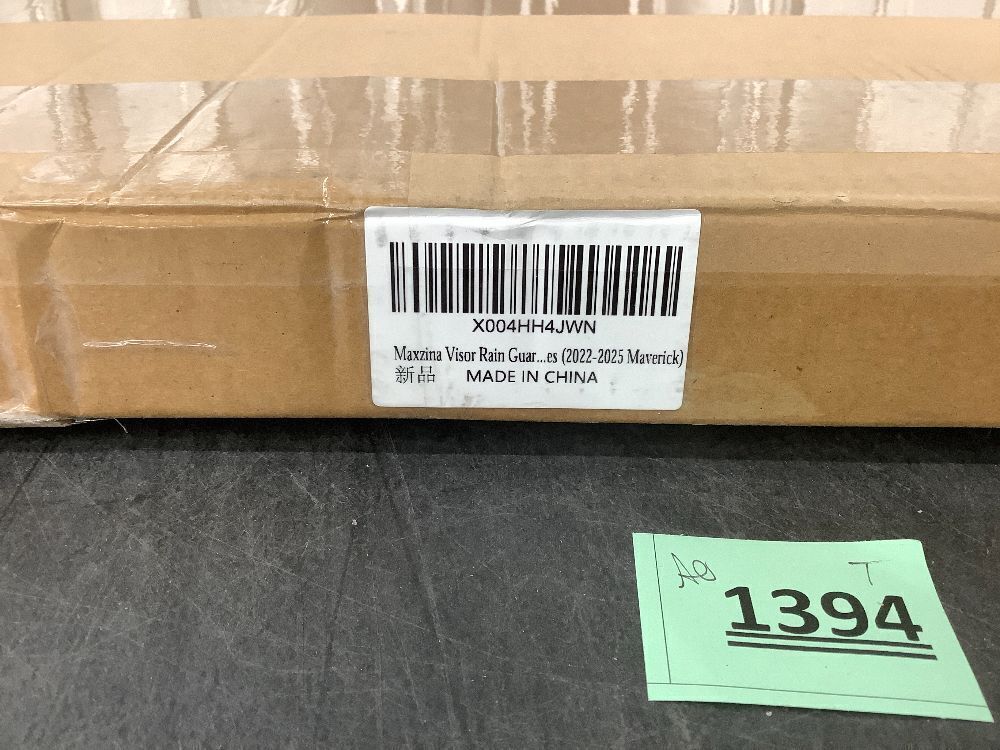 X004HH4JWN
Maxzina Visor Rain Guar...es (2022-2025 Maverick)
新品 MADE IN CHINA
T
1394